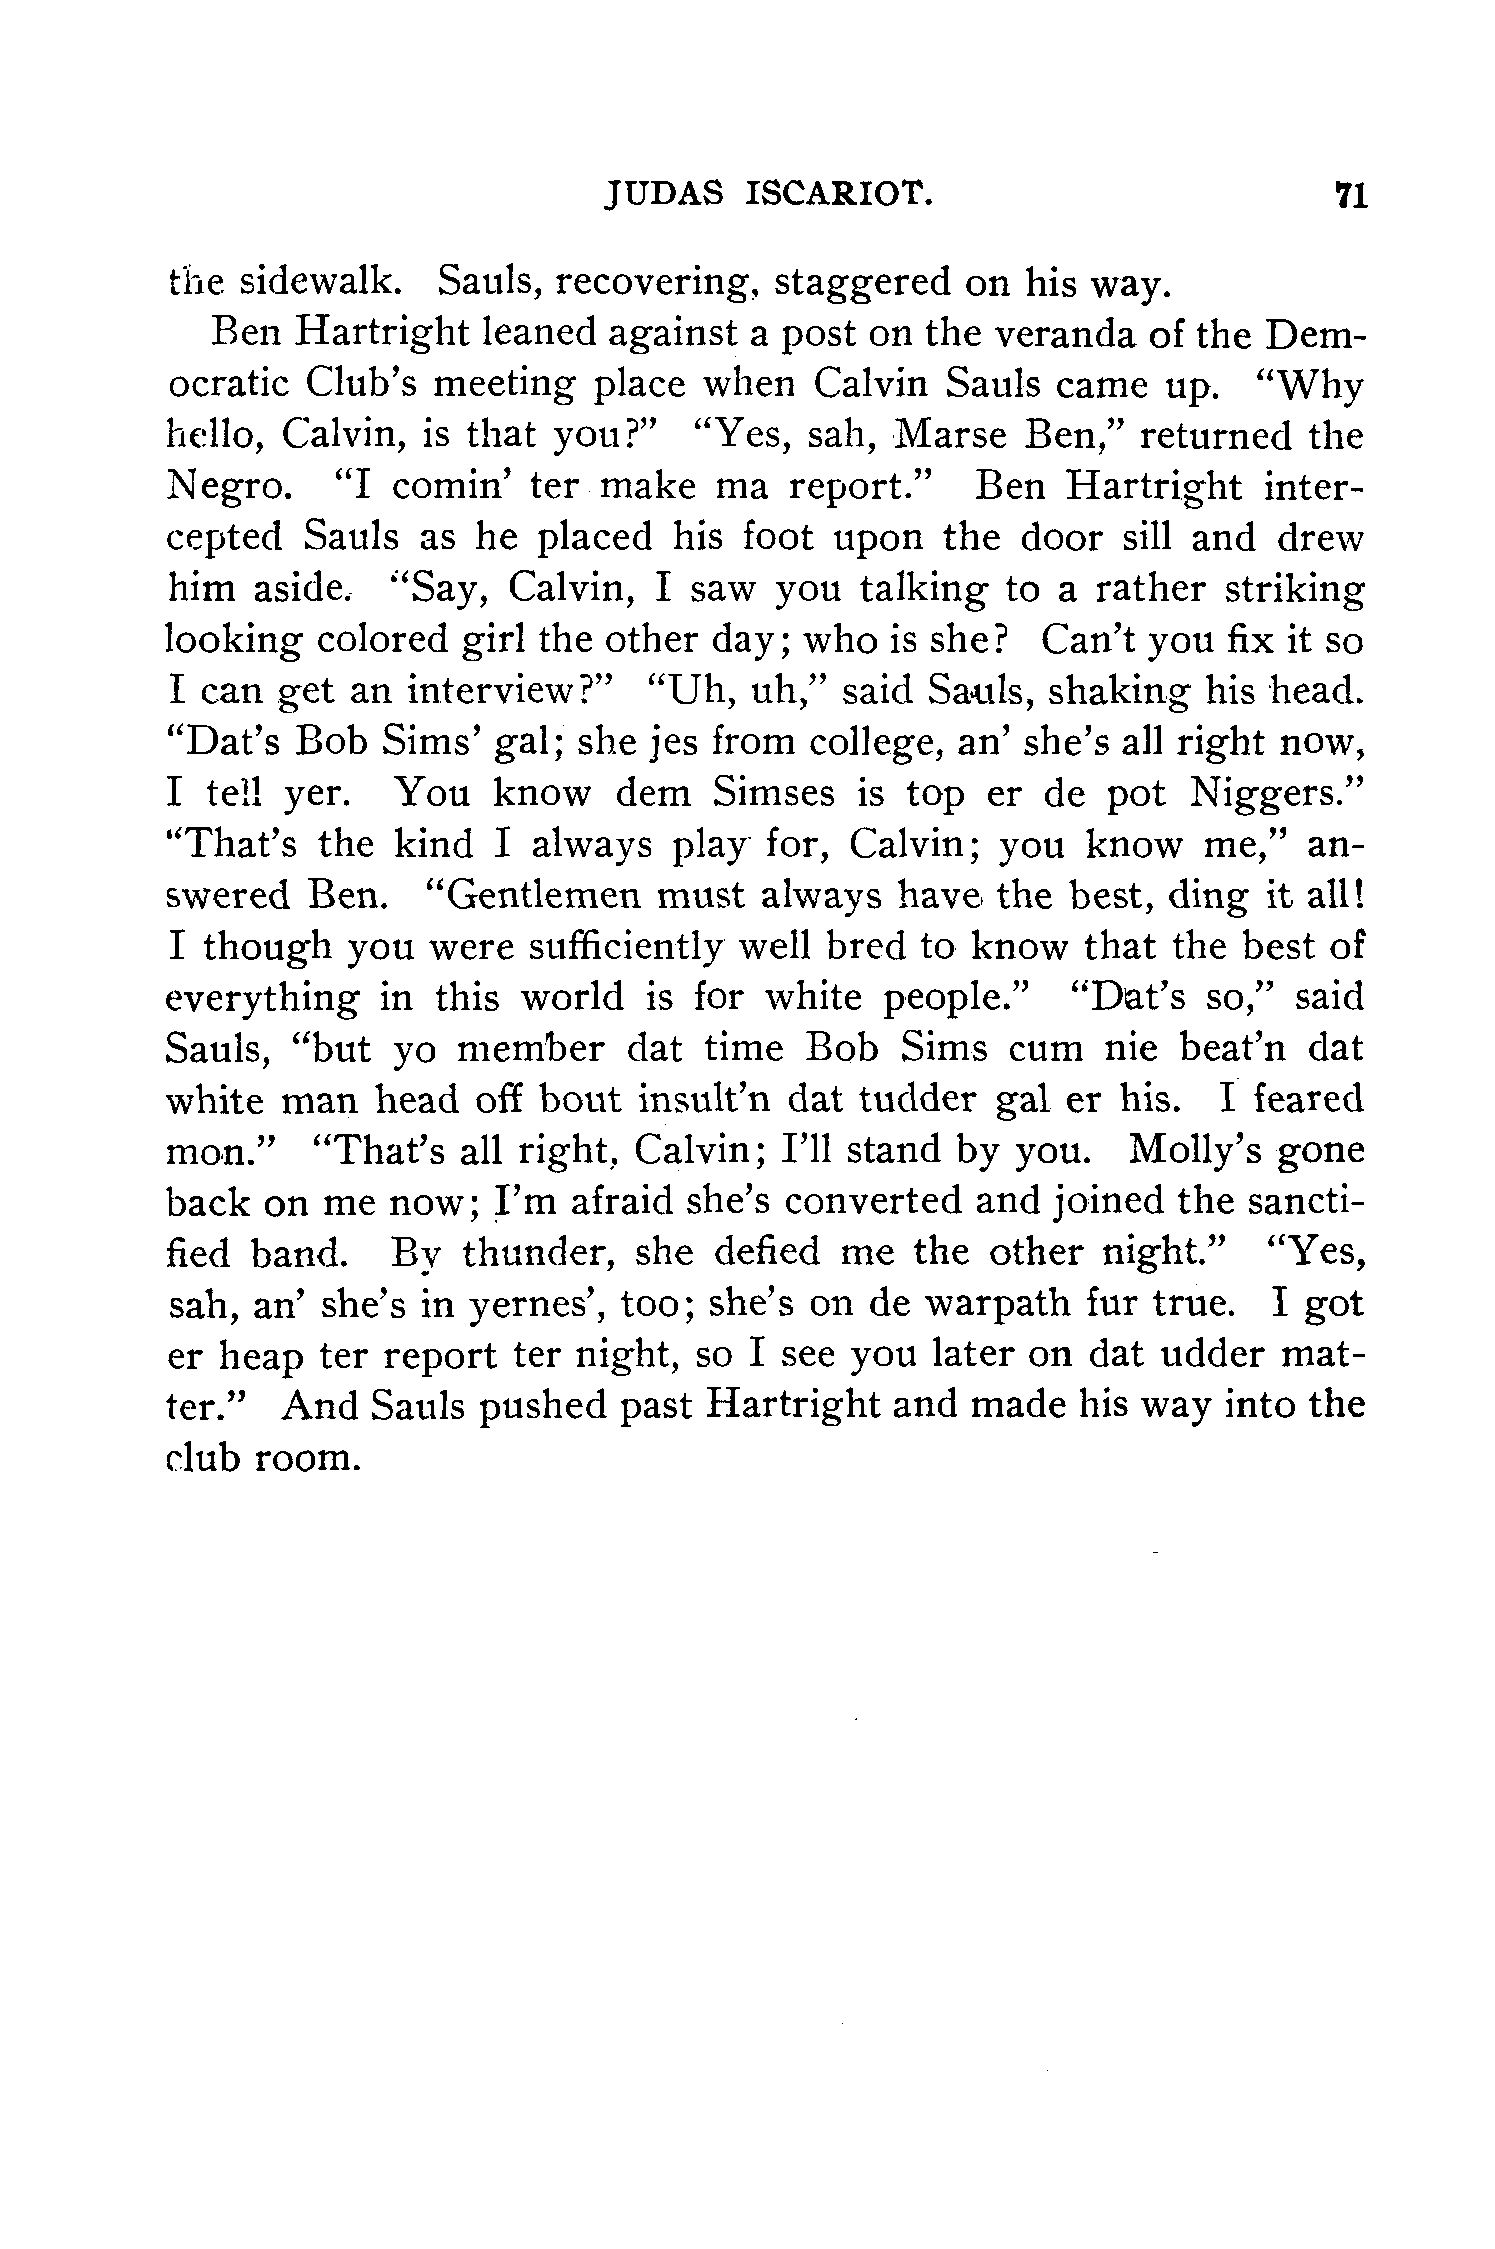 JUDAS ISCARIOT. 71
the sidewalk. Sauls, recovering, staggered on his way.
Ben Hartright leaned against a post on the veranda of the Dem-
ocratic Club's meeting place when Calvin Sauls came up. "Why
hello, Calvin, is that you?" "Yes, sah, Marse Ben," returned the
Negro. "I comin' ter make ma report." Ben Hartright inter-
cepted Sauls as he placed his foot upon the door sill and drew
him aside. "Say, Calvin, I saw you talking to a rather striking
looking colored girl the other day; who is she? Can't you fix it so
I can get an interview?" "Uh, uh," said Sauls, shaking his head.
"Dat's Bob Sims' gal; she jes from college, an' she's all right now,
I tell yer. You know dem Simses is top er de pot Niggers."
"That's the kind I always play for, Calvin; you know me," an-
swered Ben. "Gentlemen must always have the best, ding it all!
I though you were sufficiently well bred to know that the best of
everything in this world is for white people." "Dat's so," said
Sauls, "but yo member dat time Bob Sims cum nie beat'n dat
white man head off bout insult'n dat tudder gal er his. I feared
mon." "That's all right, Calvin; I'll stand by you. Molly's gone
back on me now; I'm afraid she's converted and joined the sancti-
fied band. By thunder, she defied me the other night." "Yes,
sah, an' she's in yernes', too; she's on de warpath fur true. I got
er heap ter report ter night, so I see you later on dat udder mat-
ter." And Sauls pushed past Hartright and made his way into the
club room.